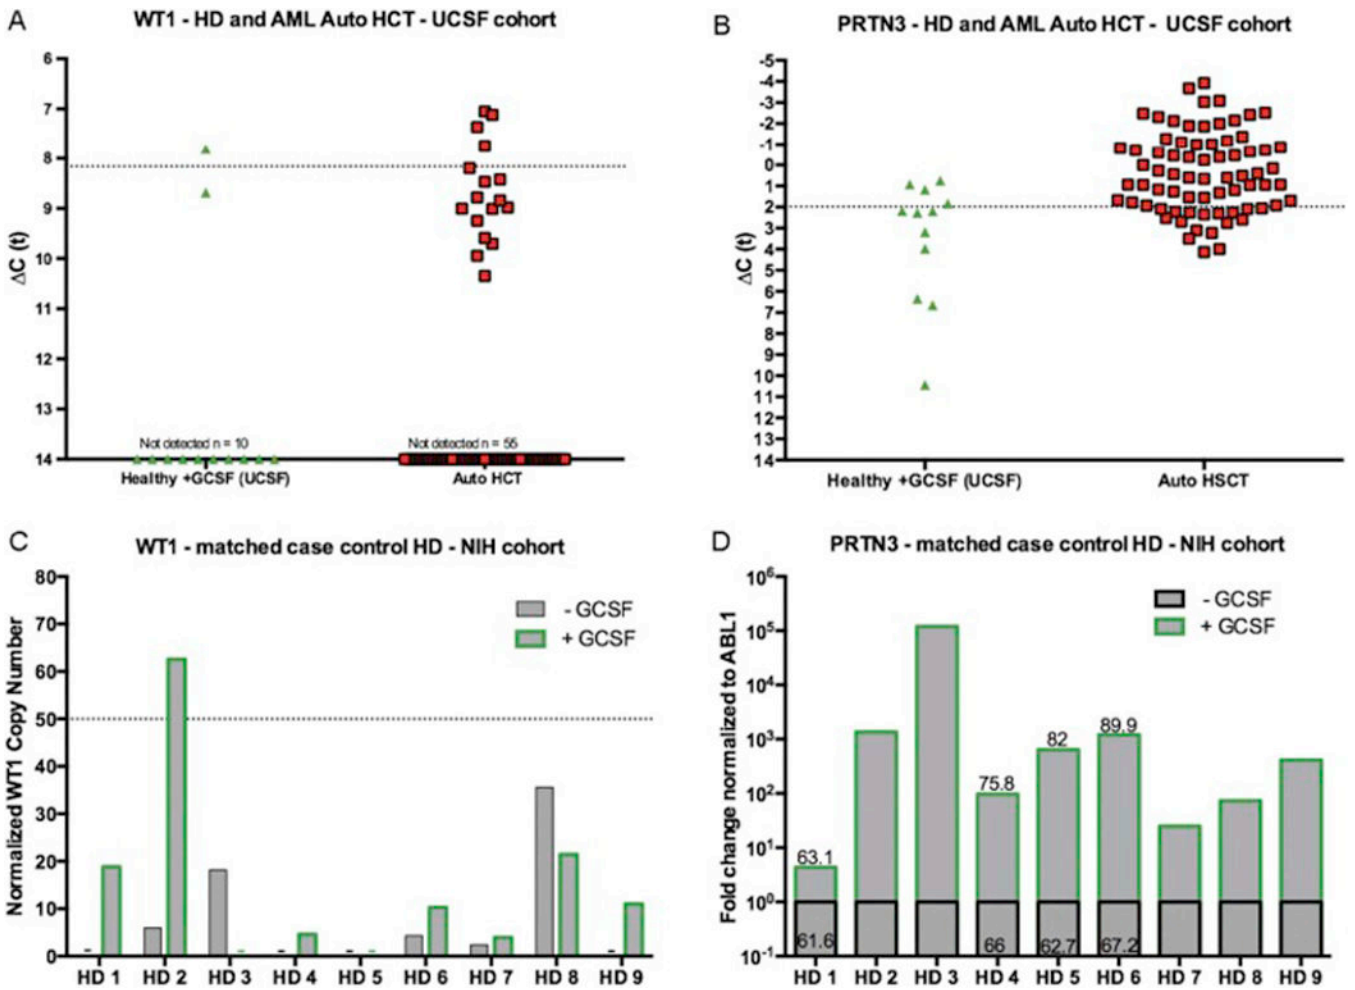 A
WT1 - HD and AML Auto HCT - UCSF cohort
6
7
8
9
10
11
12
13
14
ΔC (t)
Not detected n = 10
Not detected n = 55
Healthy +GCSF (UCSF)
Auto HCT
B
PRTN3 - HD and AML Auto HCT - UCSF cohort
-5
-4
-3
-2
-1
0
1
2
3
4
5
6
7
8
9
10
11
12
13
14
ΔC (t)
Healthy +GCSF (UCSF)
Auto HSCT
C
WT1 - matched case control HD - NIH cohort
80
70
60
50
40
30
20
10
0
Normalized WT1 Copy Number
- GCSF
+ GCSF
HD 1 HD 2 HD 3 HD 4 HD 5 HD 6 HD 7 HD 8 HD 9
D
PRTN3 - matched case control HD - NIH cohort
10⁶
10⁵
10⁴
10³
10²
10¹
10⁰
10⁻¹
Fold change normalized to ABL1
- GCSF
+ GCSF
63.1
75.8
82
89.9
61.6
66
62.7
67.2
HD 1 HD 2 HD 3 HD 4 HD 5 HD 6 HD 7 HD 8 HD 9